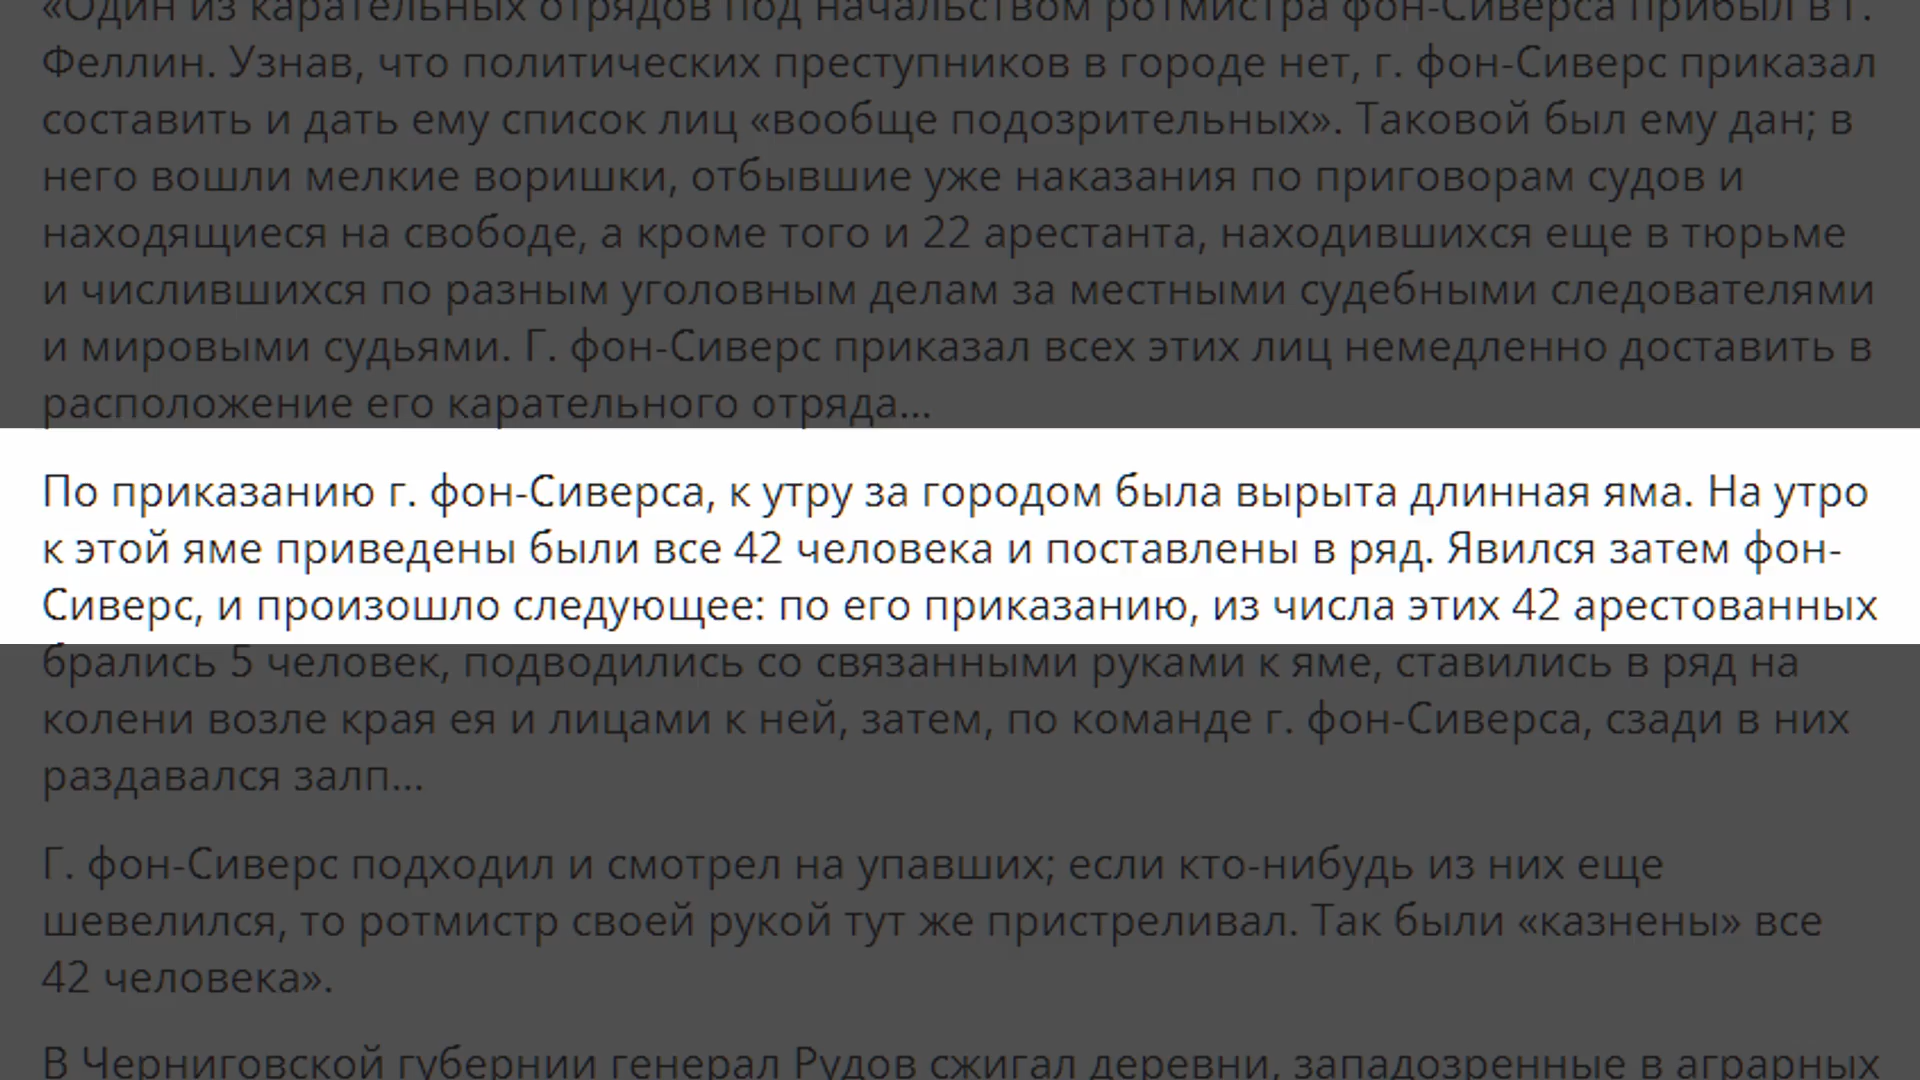 «Один из карательных отрядов под начальством ротмистра фон-Сиверса прибыл в г.
Феллин. Узнав, что политических преступников в городе нет, г. фон-Сиверс приказал
составить и дать ему список лиц «вообще подозрительных». Таковой был ему дан; в
него вошли мелкие воришки, отбывшие уже наказания по приговорам судов и
находящиеся на свободе, а кроме того и 22 арестанта, находившихся еще в тюрьме
и числившихся по разным уголовным делам за местными судебными следователями
и мировыми судьями. Г. фон-Сиверс приказал всех этих лиц немедленно доставить в
расположение его карательного отряда...
По приказанию г. фон-Сиверса, к утру за городом была вырыта длинная яма. На утро
к этой яме приведены были все 42 человека и поставлены в ряд. Явился затем фон-
Сиверс, и произошло следующее: по его приказанию, из числа этих 42 арестованных
брались 5 человек, подводились со связанными руками к яме, ставились в ряд на
колени возле края ея и лицами к ней, затем, по команде г. фон-Сиверса, сзади в них
раздавался залп...
Г. фон-Сиверс подходил и смотрел на упавших; если кто-нибудь из них еще
шевелился, то ротмистр своей рукой тут же пристреливал. Так были «казнены» все
42 человека».
В Черниговской губернии генерал Рудов сжигал деревни, западозренные в аграрных